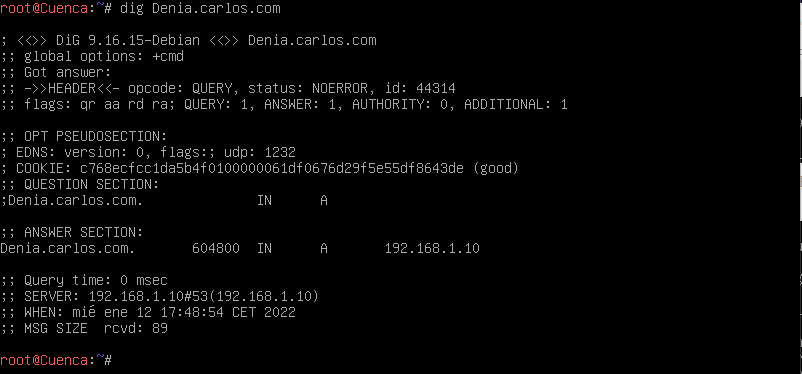 root@Cuenca:~# dig Denia.carlos.com
; <<>> DiG 9.16.15-Debian <<>> Denia.carlos.com
;; global options: +cmd
;; Got answer:
;; ->>HEADER<<- opcode: QUERY, status: NOERROR, id: 44314
;; flags: qr aa rd ra; QUERY: 1, ANSWER: 1, AUTHORITY: 0, ADDITIONAL: 1
;; OPT PSEUDOSECTION:
; EDNS: version: 0, flags:; udp: 1232
; COOKIE: c768ecfcc1da5b4f0100000061df0676d29f5e55df8643de (good)
;; QUESTION SECTION:
;Denia.carlos.com. IN A
;; ANSWER SECTION:
Denia.carlos.com. 604800 IN A 192.168.1.10
;; Query time: 0 msec
;; SERVER: 192.168.1.10#53(192.168.1.10)
;; WHEN: mié ene 12 17:48:54 CET 2022
;; MSG SIZE rcvd: 89
root@Cuenca:~#